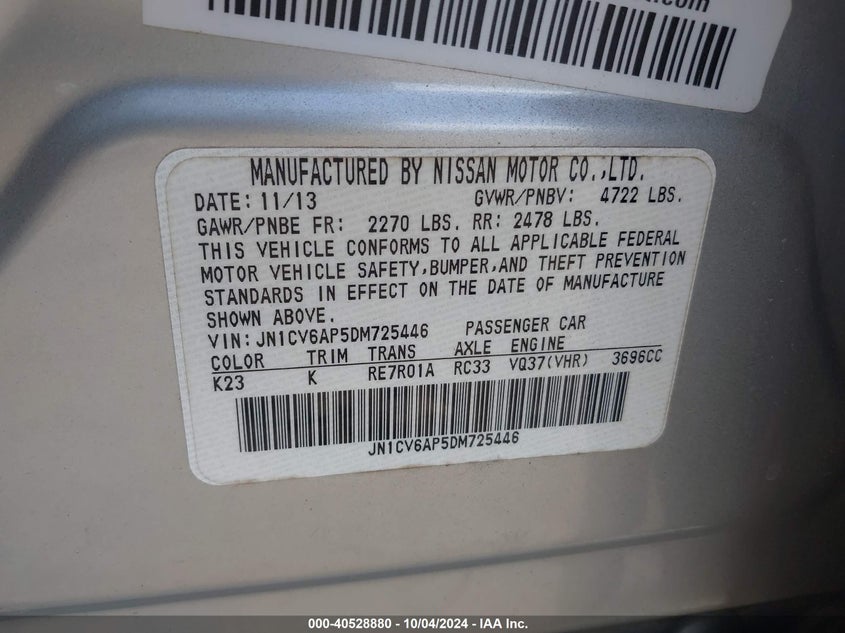 MANUFACTURED BY NISSAN MOTOR CO.,LTD.
DATE: 11/13 GVWR/PNBV: 4722 LBS.
GAWR/PNBE FR: 2270 LBS. RR: 2478 LBS.
THIS VEHICLE CONFORMS TO ALL APPLICABLE FEDERAL
MOTOR VEHICLE SAFETY,BUMPER,AND THEFT PREVENTION
STANDARDS IN EFFECT ON THE DATE OF MANUFACTURE
SHOWN ABOVE.
VIN:JN1CV6AP5DM725446 PASSENGER CAR
COLOR TRIM TRANS AXLE ENGINE
K23 K RE7R01A RC33 VQ37(VHR) 3696CC
JN1CV6AP5DM725446
000-40528880 - 10/04/2024 - IAA Inc.